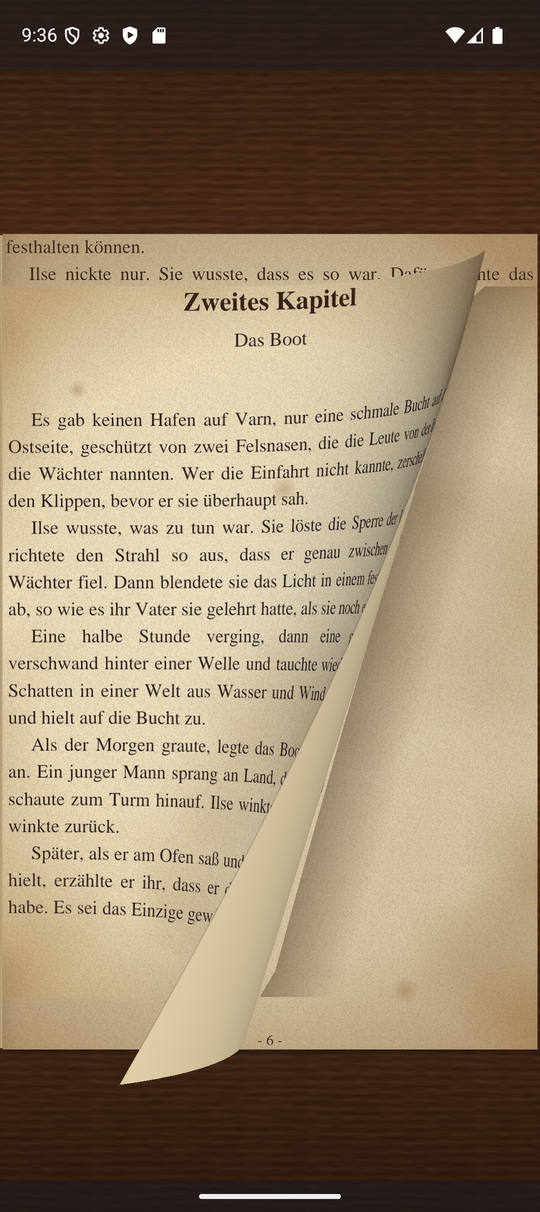 9:36
festhalten können.
Ilse nickte nur. Sie wusste, dass es so war. das
Zweites Kapitel
Das Boot
Es gab keinen Hafen auf Varn, nur eine schmale Bucht
Ostseite, geschützt von zwei Felsnasen, die die Leute von
die Wächter nannten. Wer die Einfahrt nicht kannte,
den Klippen, bevor er sie überhaupt sah.
Ilse wusste, was zu tun war. Sie löste die Sperre der
richtete den Strahl so aus, dass er genau zwischen
Wächter fiel. Dann blendete sie das Licht in einem
ab, so wie es ihr Vater sie gelehrt hatte, als sie noch
Eine halbe Stunde verging, dann eine
verschwand hinter einer Welle und tauchte
Schatten in einer Welt aus Wasser und Wind
und hielt auf die Bucht zu.
Als der Morgen graute, legte das
an. Ein junger Mann sprang an Land,
schaute zum Turm hinauf. Ilse
winkte zurück.
Später, als er am Ofen saß und
hielt, erzählte er ihr, dass er
habe. Es sei das Einzige
- 6 -